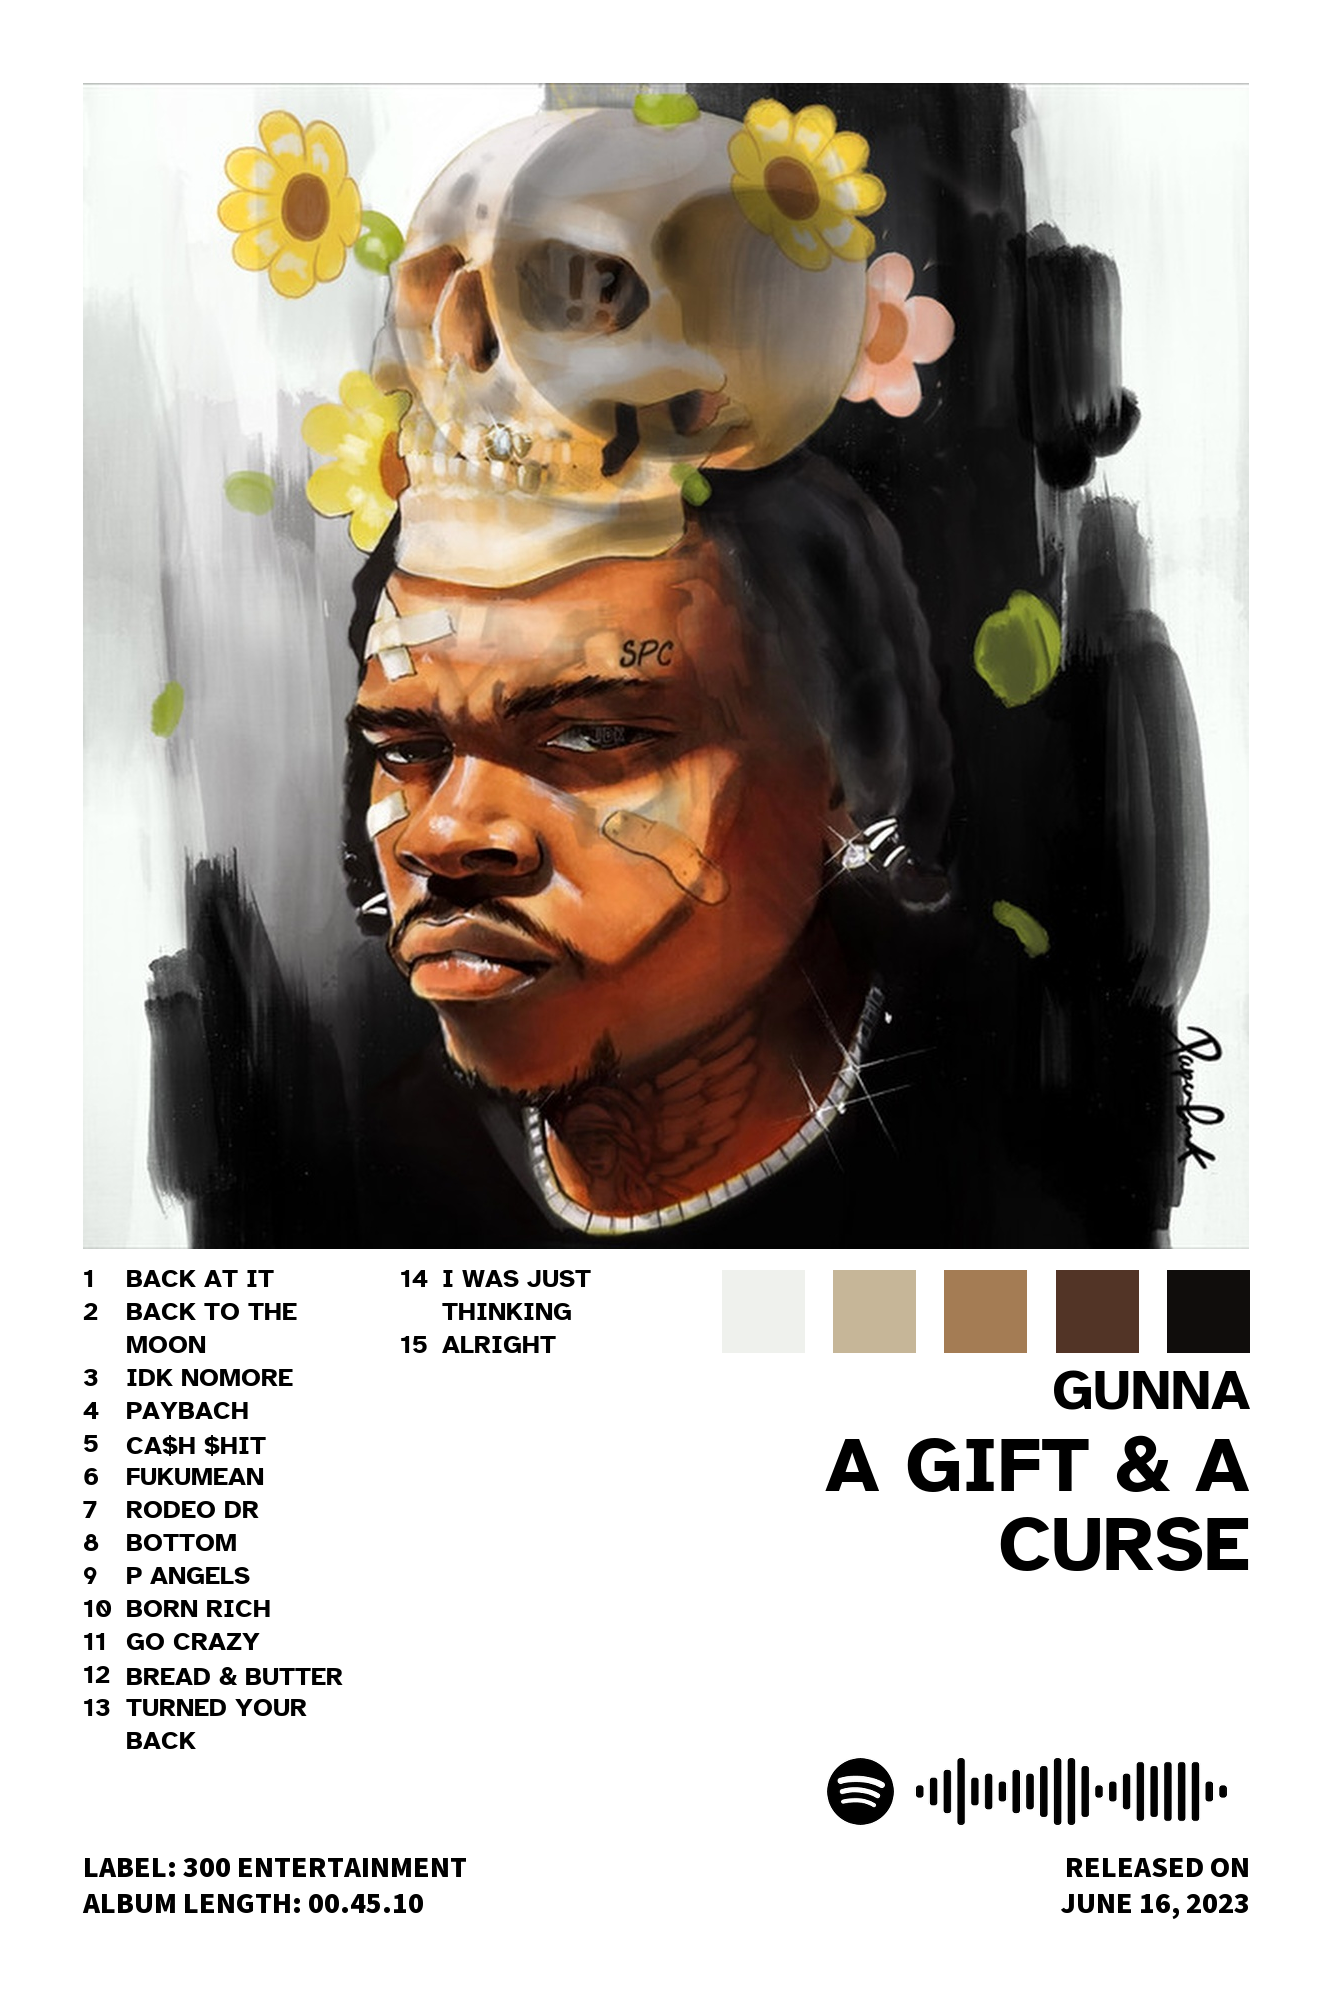 !?
SPC
IDK
1 BACK AT IT
2 BACK TO THE
MOON
3 IDK NOMORE
4 PAYBACH
5 CA$H $HIT
6 FUKUMEAN
7 RODEO DR
8 BOTTOM
9 P ANGELS
10 BORN RICH
11 GO CRAZY
12 BREAD & BUTTER
13 TURNED YOUR
BACK
14 I WAS JUST
THINKING
15 ALRIGHT
GUNNA
A GIFT & A
CURSE
LABEL: 300 ENTERTAINMENT
ALBUM LENGTH: 00.45.10
RELEASED ON
JUNE 16, 2023